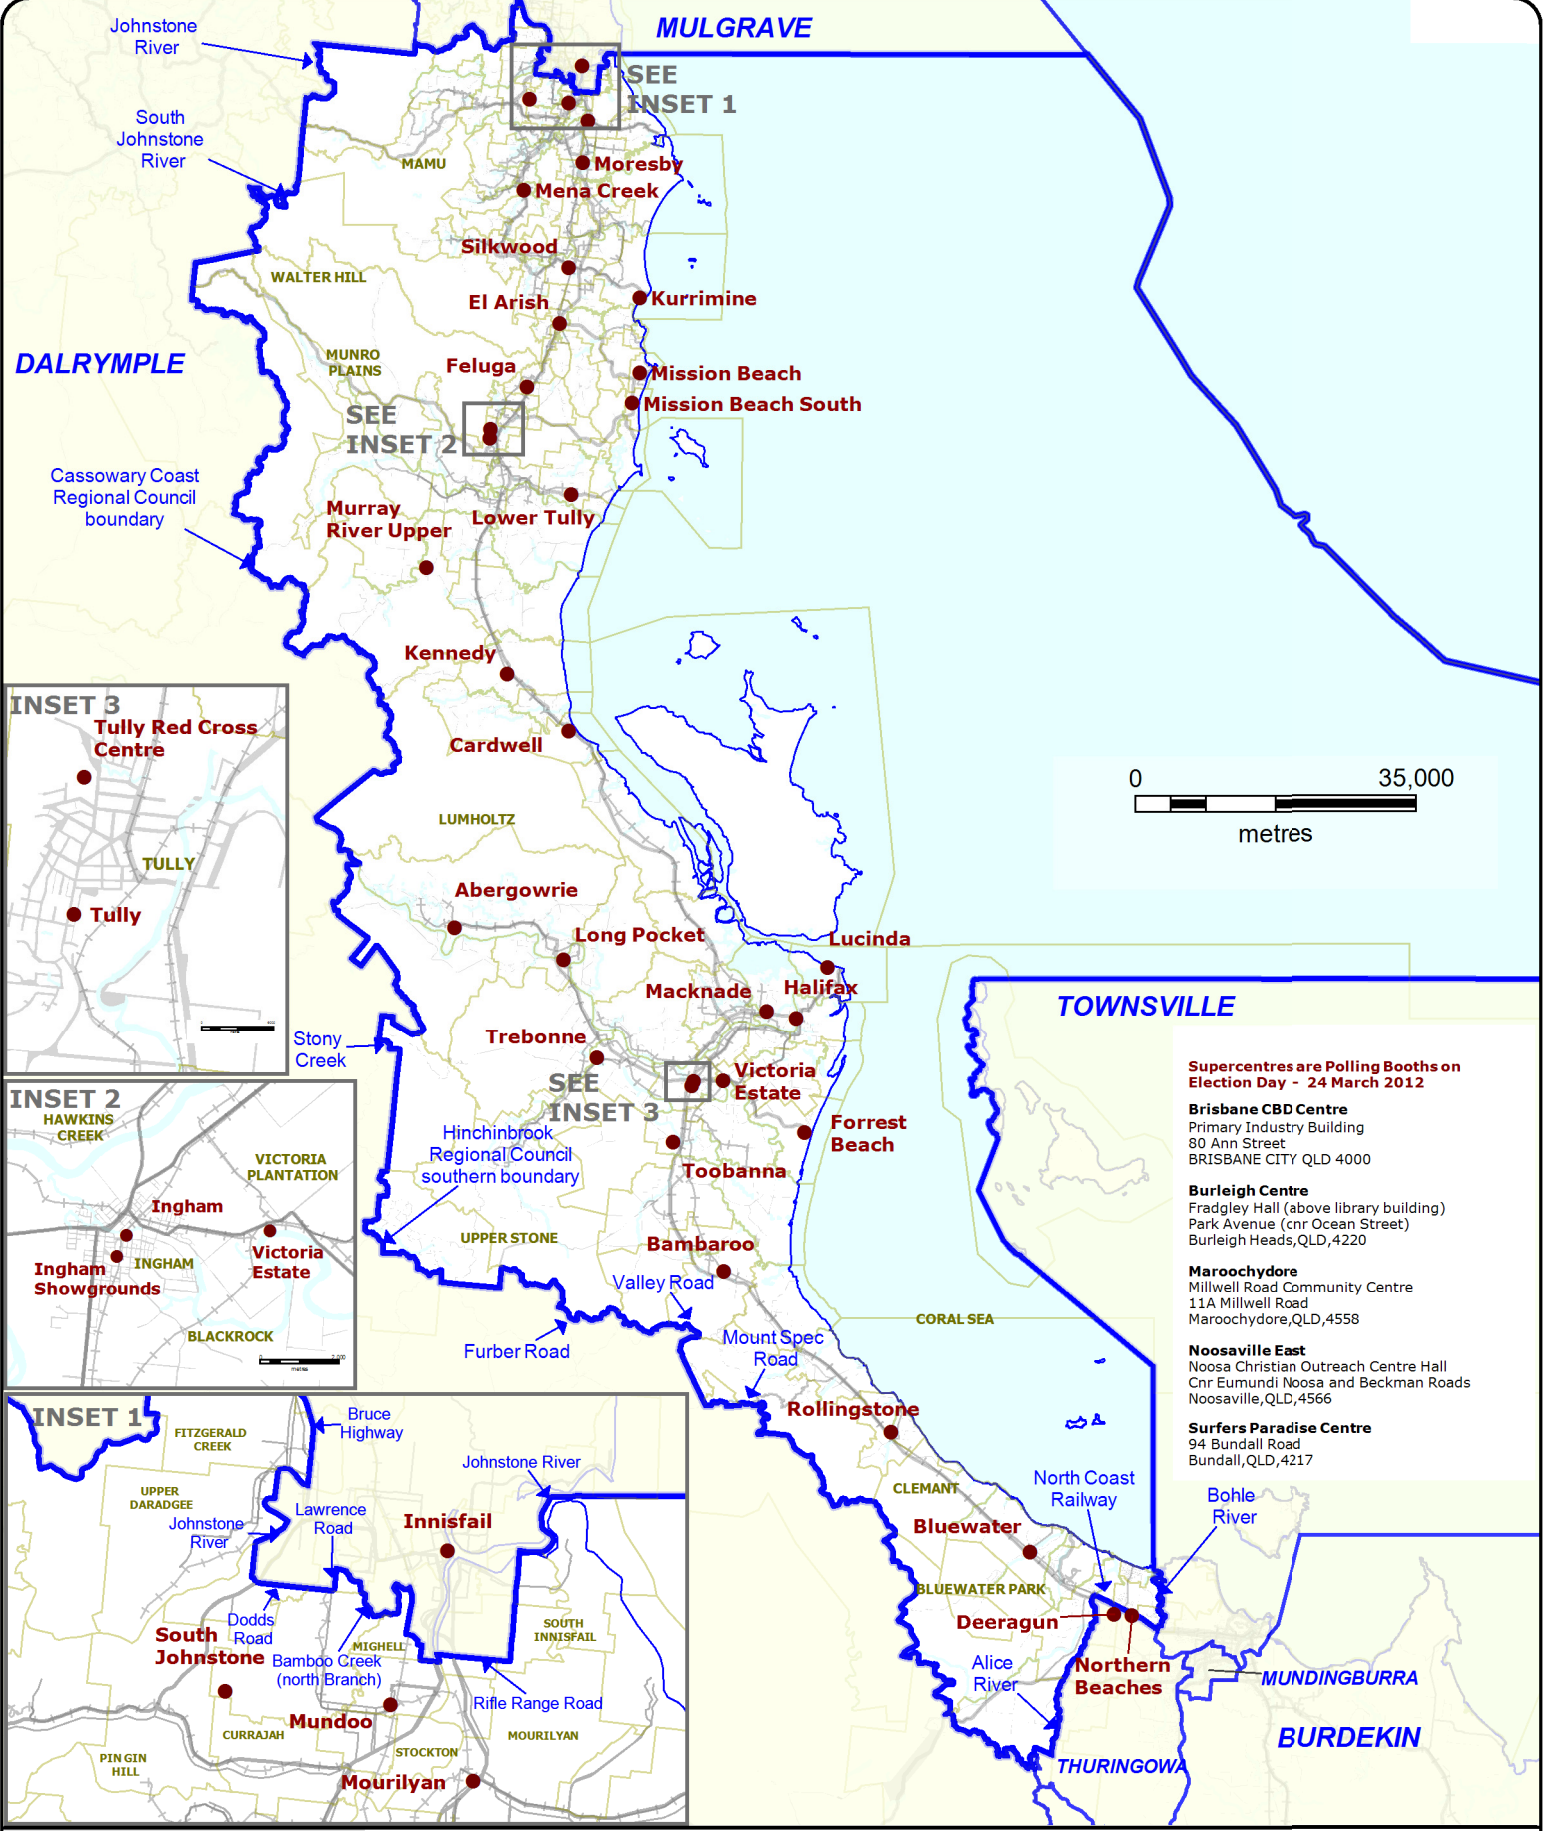 MULGRAVE
Johnstone
River
SEE
INSET 1
South
Johnstone
River
MAMU
Moresby
Mena Creek
Silkwood
WALTER HILL
El Arish
Kurrimine
DALRYMPLE
MUNRO
PLAINS
Feluga
Mission Beach
Mission Beach South
SEE
INSET 2
Cassowary Coast
Regional Council
boundary
Murray
River Upper
Lower Tully
Kennedy
Cardwell
INSET 3
Tully Red Cross
Centre
TULLY
Tully
0 35,000
metres
LUMHOLTZ
Abergowrie
Long Pocket
Lucinda
Macknade
Halifax
TOWNSVILLE
Trebonne
Stony
Creek
SEE
INSET 3
Victoria
Estate
Forrest
Beach
Hinchinbrook
Regional Council
southern boundary
Toobanna
UPPER STONE
Bambaroo
Valley Road
Furber Road
Mount Spec
Road
CORAL SEA
Rollingstone
CLEMANT
North Coast
Railway
Bohle
River
Bluewater
BLUEWATER PARK
Deeragun
Northern
Beaches
Alice
River
MUNDINGBURRA
BURDEKIN
THURINGOWA
Supercentres are Polling Booths on
Election Day - 24 March 2012
Brisbane CBD Centre
Primary Industry Building
80 Ann Street
BRISBANE CITY QLD 4000
Burleigh Centre
Fradgley Hall (above library building)
Park Avenue (cnr Ocean Street)
Burleigh Heads,QLD,4220
Maroochydore
Millwell Road Community Centre
11A Millwell Road
Maroochydore,QLD,4558
Noosaville East
Noosa Christian Outreach Centre Hall
Cnr Eumundi Noosa and Beckman Roads
Noosaville,QLD,4566
Surfers Paradise Centre
94 Bundall Road
Bundall,QLD,4217
INSET 2
HAWKINS
CREEK
VICTORIA
PLANTATION
Ingham
Victoria
Estate
INGHAM
Ingham
Showgrounds
BLACKROCK
0 2,000
metres
INSET 1
FITZGERALD
CREEK
Bruce
Highway
Johnstone River
UPPER
DARADGEE
Lawrence
Road
Johnstone
River
Innisfail
Dodds
Road
SOUTH
INNISFAIL
South
Johnstone
MIGHELL
Bamboo Creek
(north Branch)
Rifle Range Road
Mundoo
CURRAJAH
MOURILYAN
STOCKTON
PIN GIN
HILL
Mourilyan